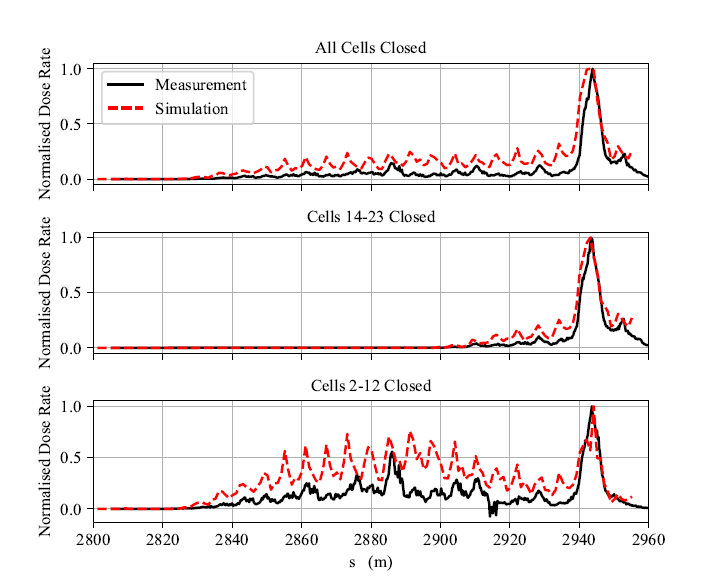 All Cells Closed
Normalised Dose Rate
1.0
0.5
0.0
Measurement
Simulation
Cells 14-23 Closed
Normalised Dose Rate
1.0
0.5
0.0
Cells 2-12 Closed
Normalised Dose Rate
1.0
0.5
0.0
2800 2820 2840 2860 2880 2900 2920 2940 2960
s (m)